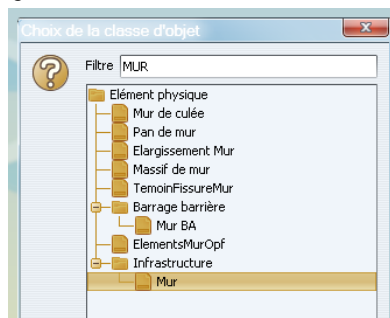 Choix de la classe d'objet
Filtre MUR
Elément physique
Mur de culée
Pan de mur
Elargissement Mur
Massif de mur
TemoinFissureMur
Barrage barrière
Mur BA
ElementsMurOpf
Infrastructure
Mur